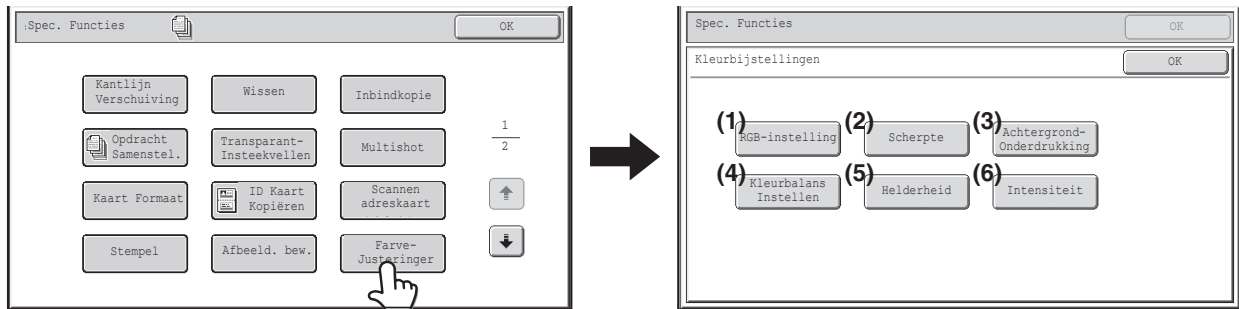 Spec. Functies
OK
Kantlijn
Verschuiving
Wissen
Inbindkopie
Opdracht
Samenstel.
Transparant-
Insteekvellen
Multishot
1
2
Kaart Formaat
ID Kaart
Kopiëren
Scannen
adreskaart
Stempel
Afbeeld. bew.
Farve-
Justeringer
Spec. Functies
OK
Kleurbijstellingen
OK
(1)
RGB-instelling
(2)
Scherpte
(3)
Achtergrond-
Onderdrukking
(4)
Kleurbalans
Instellen
(5)
Helderheid
(6)
Intensiteit